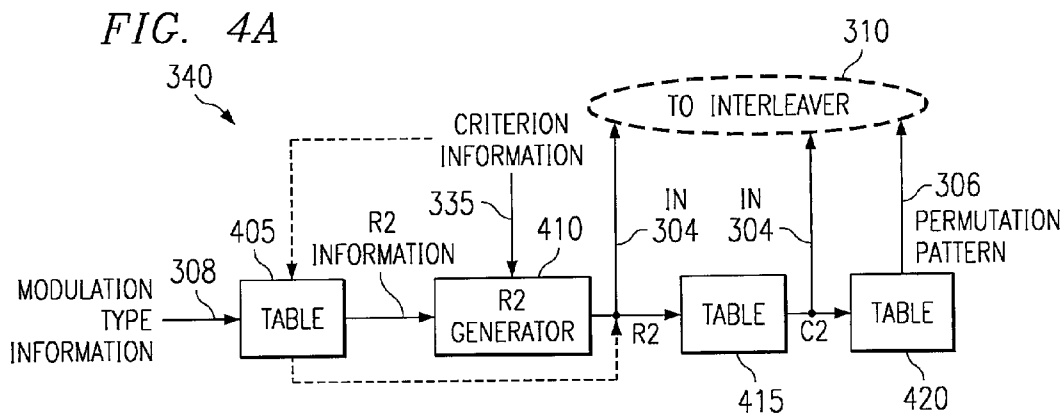 FIG. 4A
340
310
TO INTERLEAVER
CRITERION
INFORMATION
335
IN
304
IN
304
306
PERMUTATION
PATTERN
405
R2
INFORMATION
410
MODULATION
TYPE
INFORMATION
308
TABLE
R2
GENERATOR
R2
TABLE
C2
TABLE
415
420